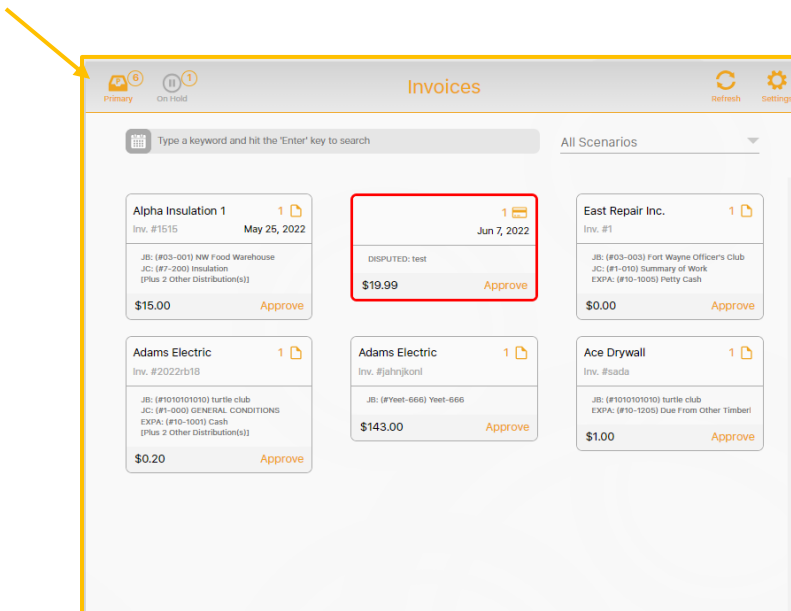 6
1
Invoices
Primary
On Hold
Refresh
Settings
Type a keyword and hit the 'Enter' key to search
All Scenarios
Alpha Insulation 1 1
Inv. #1515 May 25, 2022
JB: (#03-001) NW Food Warehouse
JC: (#7-200) Insulation
[Plus 2 Other Distribution(s)]
$15.00 Approve
1
Jun 7, 2022
DISPUTED: test
$19.99 Approve
East Repair Inc. 1
Inv. #1
JB: (#03-003) Fort Wayne Officer's Club
JC: (#1-010) Summary of Work
EXPA: (#10-1005) Petty Cash
$0.00 Approve
Adams Electric 1
Inv. #2022rb18
JB: (#1010101010) turtle club
JC: (#1-000) GENERAL CONDITIONS
EXPA: (#10-1001) Cash
[Plus 2 Other Distribution(s)]
$0.20 Approve
Adams Electric 1
Inv. #jahnjkonl
JB: (#Yeet-666) Yeet-666
$143.00 Approve
Ace Drywall 1
Inv. #sada
JB: (#1010101010) turtle club
EXPA: (#10-1205) Due From Other Timberl
$1.00 Approve